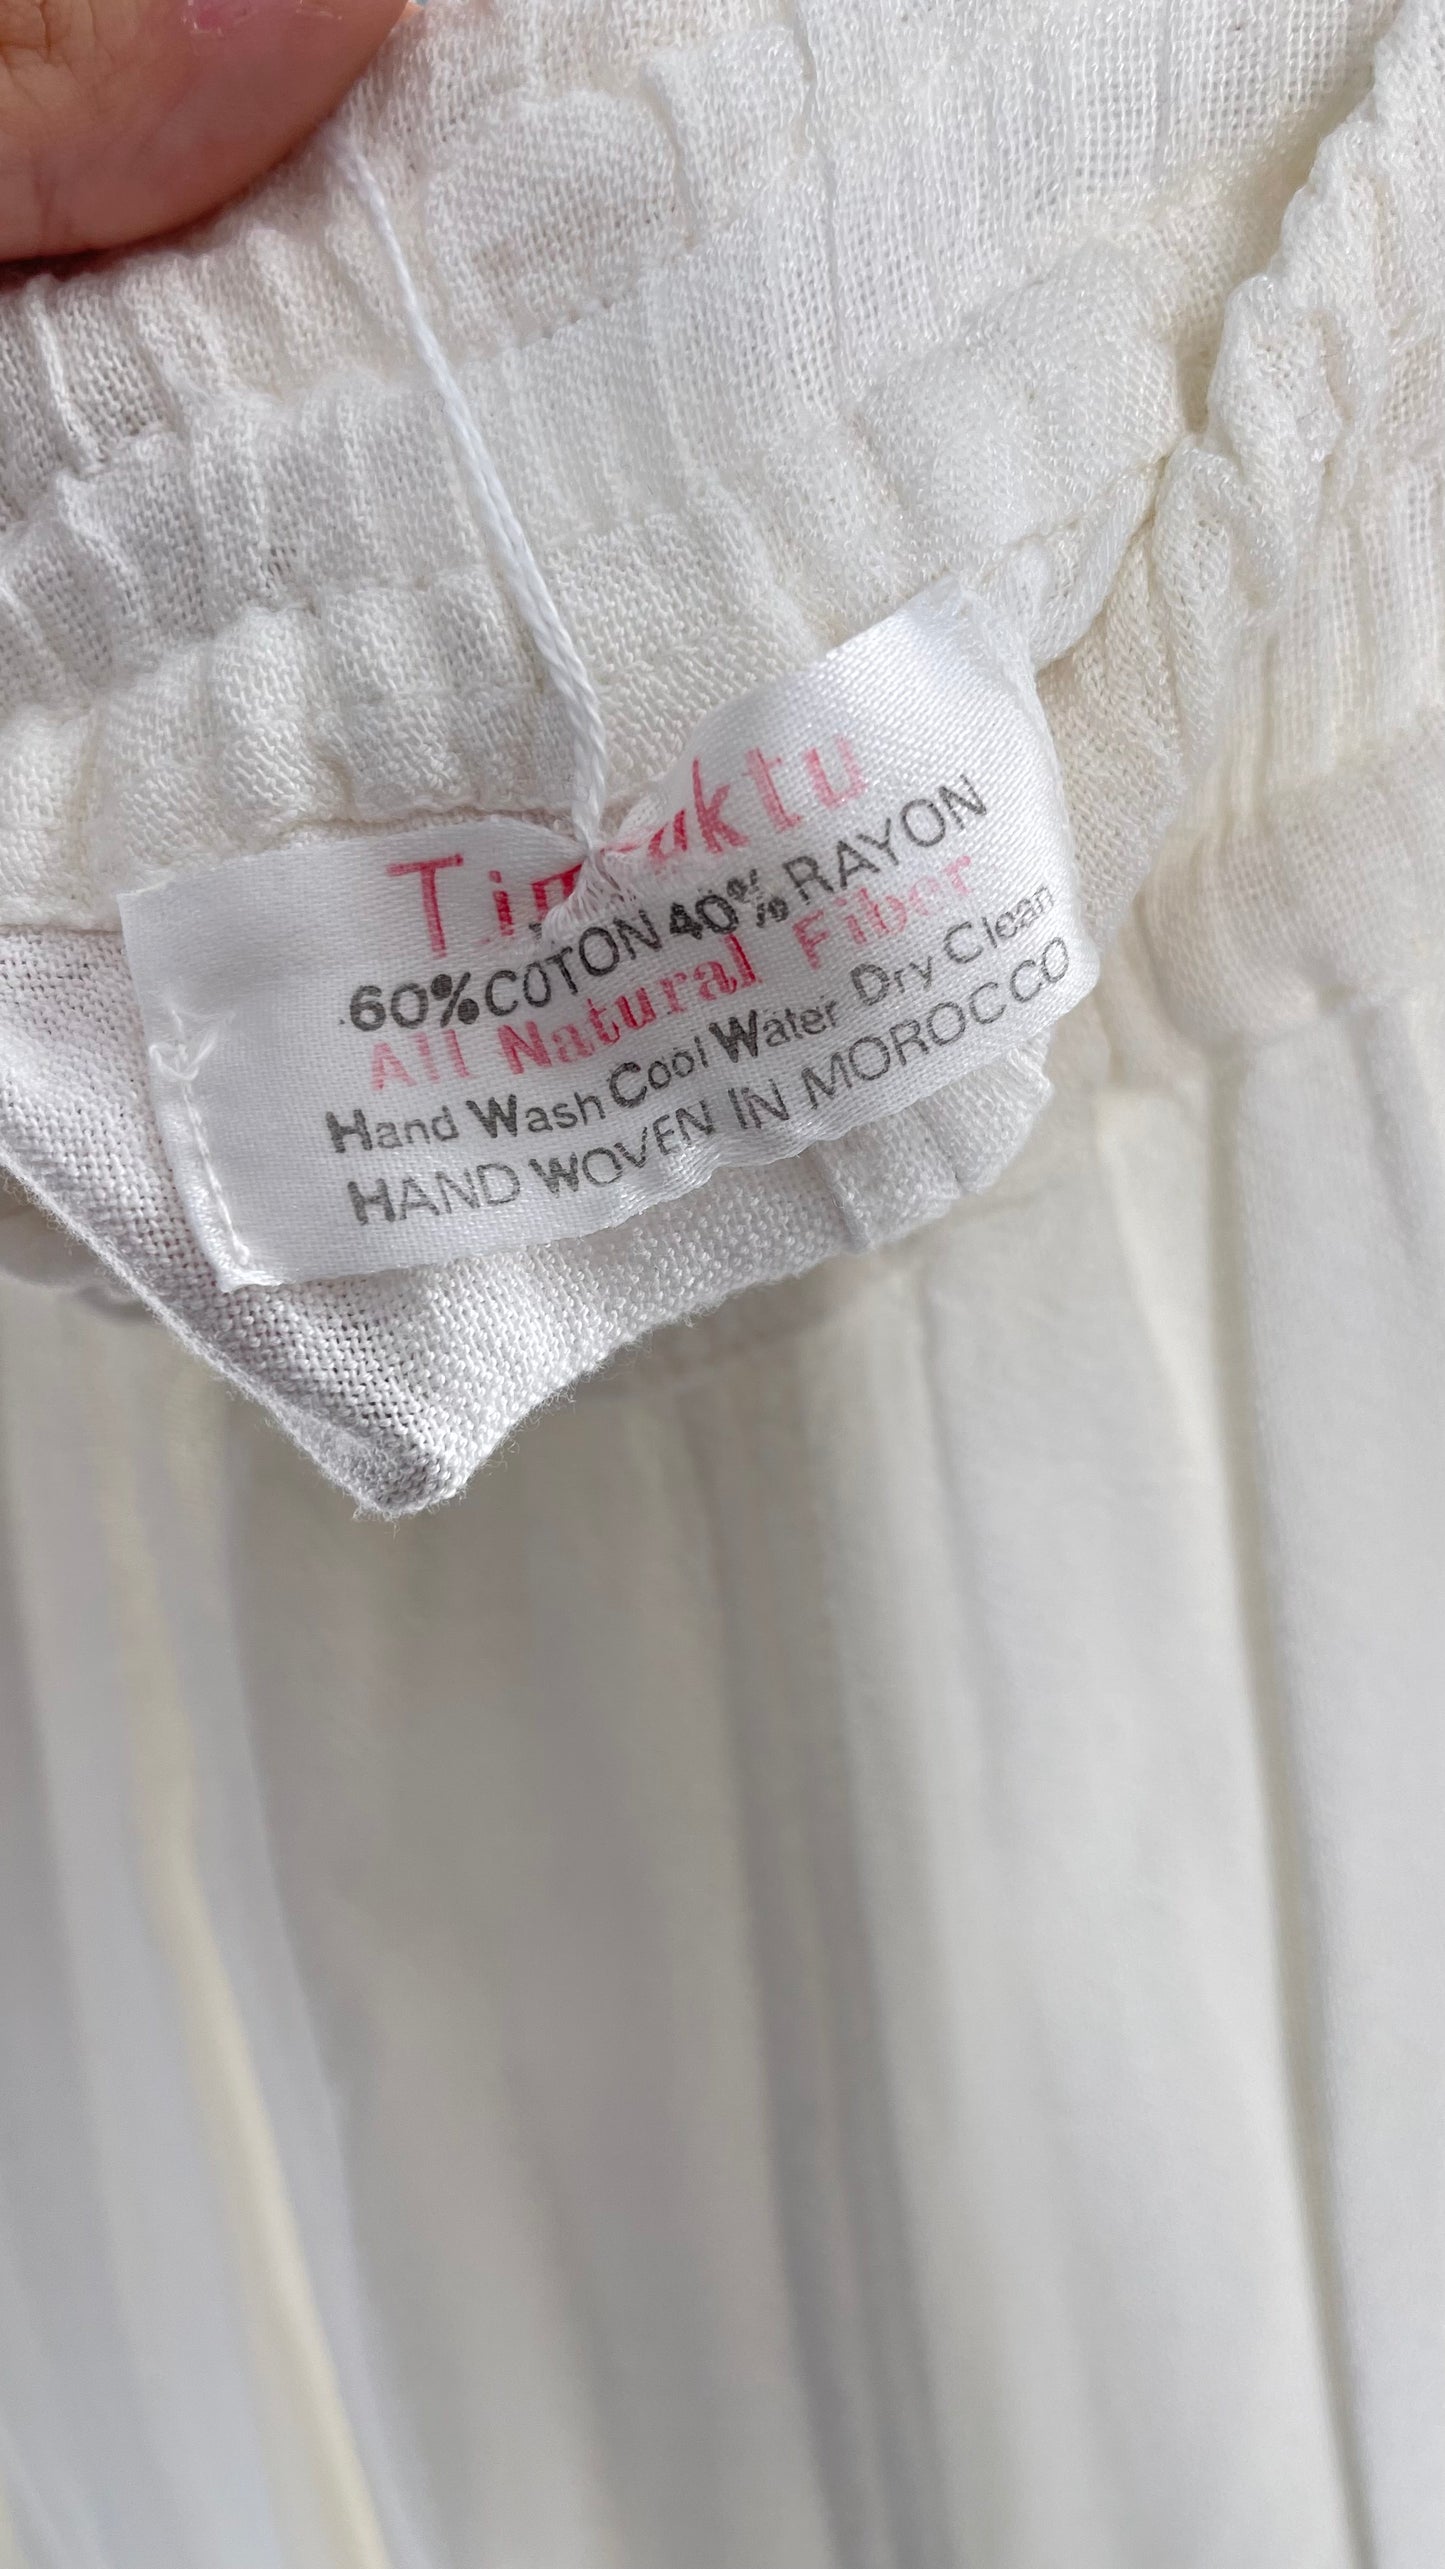 60% COTON 40% RAYON
All Natural Fiber
Hand Wash Cool Water Dry Clean
HAND WOVEN IN MOROCCO